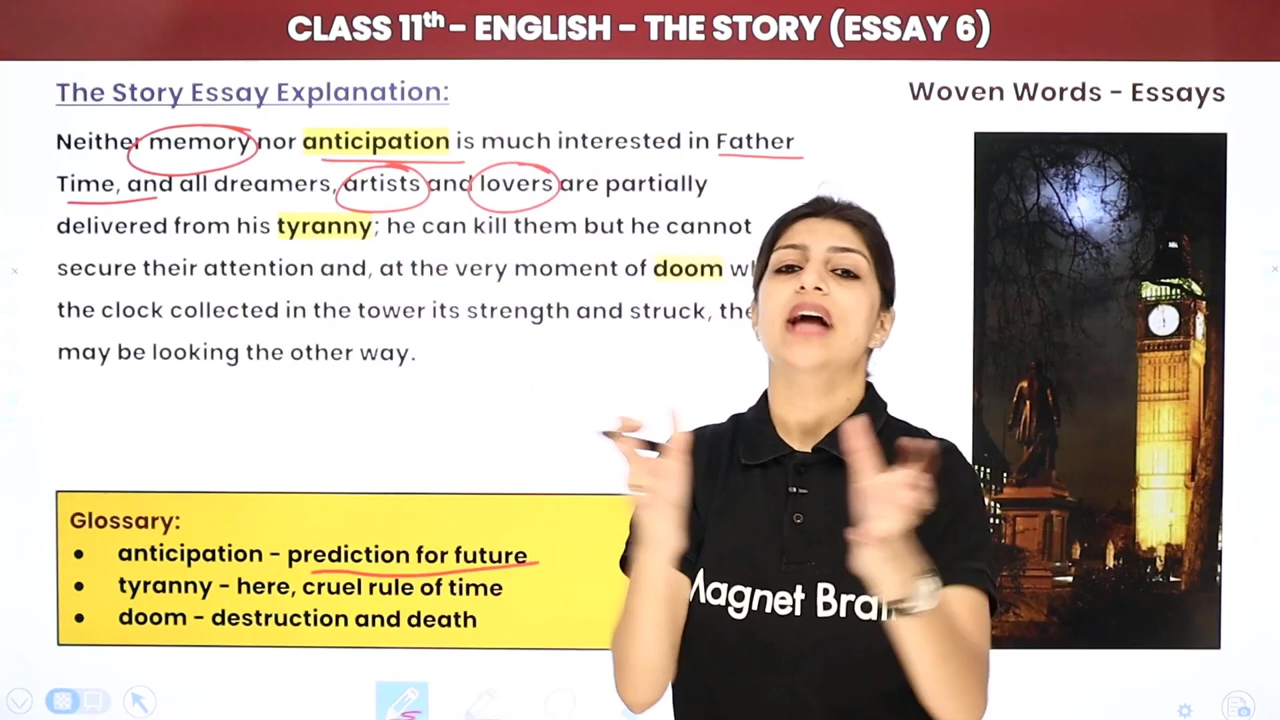 CLASS 11th - ENGLISH - THE STORY (ESSAY 6)
The Story Essay Explanation:
Woven Words - Essays
Neither memory nor anticipation is much interested in Father
Time, and all dreamers, artists and lovers are partially
delivered from his tyranny; he can kill them but he cannot
secure their attention and, at the very moment of doom
the clock collected in the tower its strength and struck,
may be looking the other way.
Glossary:
• anticipation - prediction for future
• tyranny - here, cruel rule of time
• doom - destruction and death
Magnet